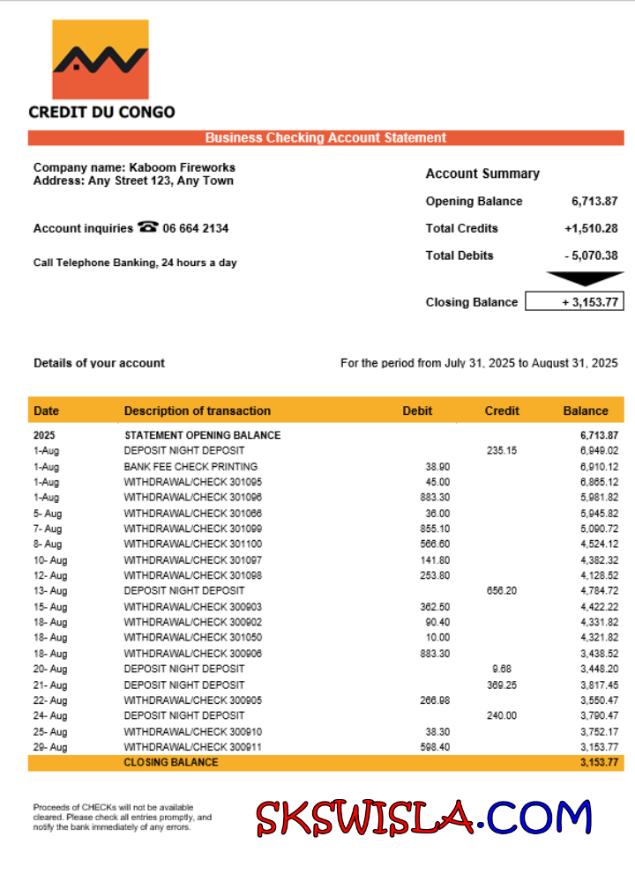 CREDIT DU CONGO
Business Checking Account Statement
Company name: Kaboom Fireworks
Address: Any Street 123, Any Town
Account inquiries ☎ 06 664 2134
Call Telephone Banking, 24 hours a day
Account Summary
Opening Balance 6,713.87
Total Credits +1,510.28
Total Debits - 5,070.38
Closing Balance + 3,153.77
Details of your account For the period from July 31, 2025 to August 31, 2025
Date Description of transaction Debit Credit Balance
2025 STATEMENT OPENING BALANCE 6,713.87
1-Aug DEPOSIT NIGHT DEPOSIT 235.15 6,949.02
1-Aug BANK FEE CHECK PRINTING 38.90 6,910.12
1-Aug WITHDRAWAL/CHECK 301095 45.00 6,865.12
1-Aug WITHDRAWAL/CHECK 301096 883.30 5,981.82
5- Aug WITHDRAWAL/CHECK 301066 36.00 5,945.82
7- Aug WITHDRAWAL/CHECK 301099 855.10 5,090.72
8- Aug WITHDRAWAL/CHECK 301100 566.60 4,524.12
10- Aug WITHDRAWAL/CHECK 301097 141.80 4,382.32
12- Aug WITHDRAWAL/CHECK 301098 253.80 4,128.52
13- Aug DEPOSIT NIGHT DEPOSIT 656.20 4,784.72
15- Aug WITHDRAWAL/CHECK 300903 362.50 4,422.22
18- Aug WITHDRAWAL/CHECK 300902 90.40 4,331.82
18- Aug WITHDRAWAL/CHECK 301050 10.00 4,321.82
18- Aug WITHDRAWAL/CHECK 300906 883.30 3,438.52
20- Aug DEPOSIT NIGHT DEPOSIT 9.68 3,448.20
21- Aug DEPOSIT NIGHT DEPOSIT 369.25 3,817.45
22- Aug WITHDRAWAL/CHECK 300905 266.98 3,550.47
24- Aug DEPOSIT NIGHT DEPOSIT 240.00 3,790.47
25- Aug WITHDRAWAL/CHECK 300910 38.30 3,752.17
29- Aug WITHDRAWAL/CHECK 300911 598.40 3,153.77
CLOSING BALANCE 3,153.77
Proceeds of CHECKs will not be available
cleared. Please check all entries promptly, and
notify the bank immediately of any errors.
SKSWISLA.COM